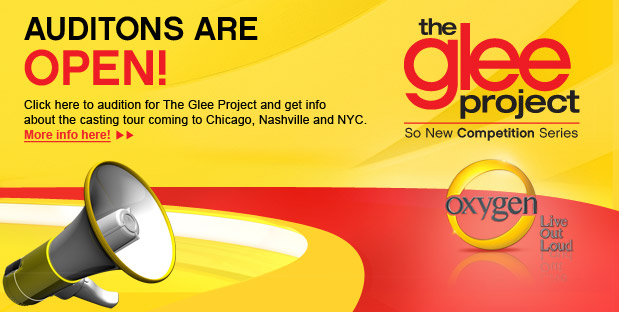 AUDITONS ARE
OPEN!
Click here to audition for The Glee Project and get info
about the casting tour coming to Chicago, Nashville and NYC.
More info here!
the
glee
project
So New Competition Series
oxygen
Live
Out
Loud